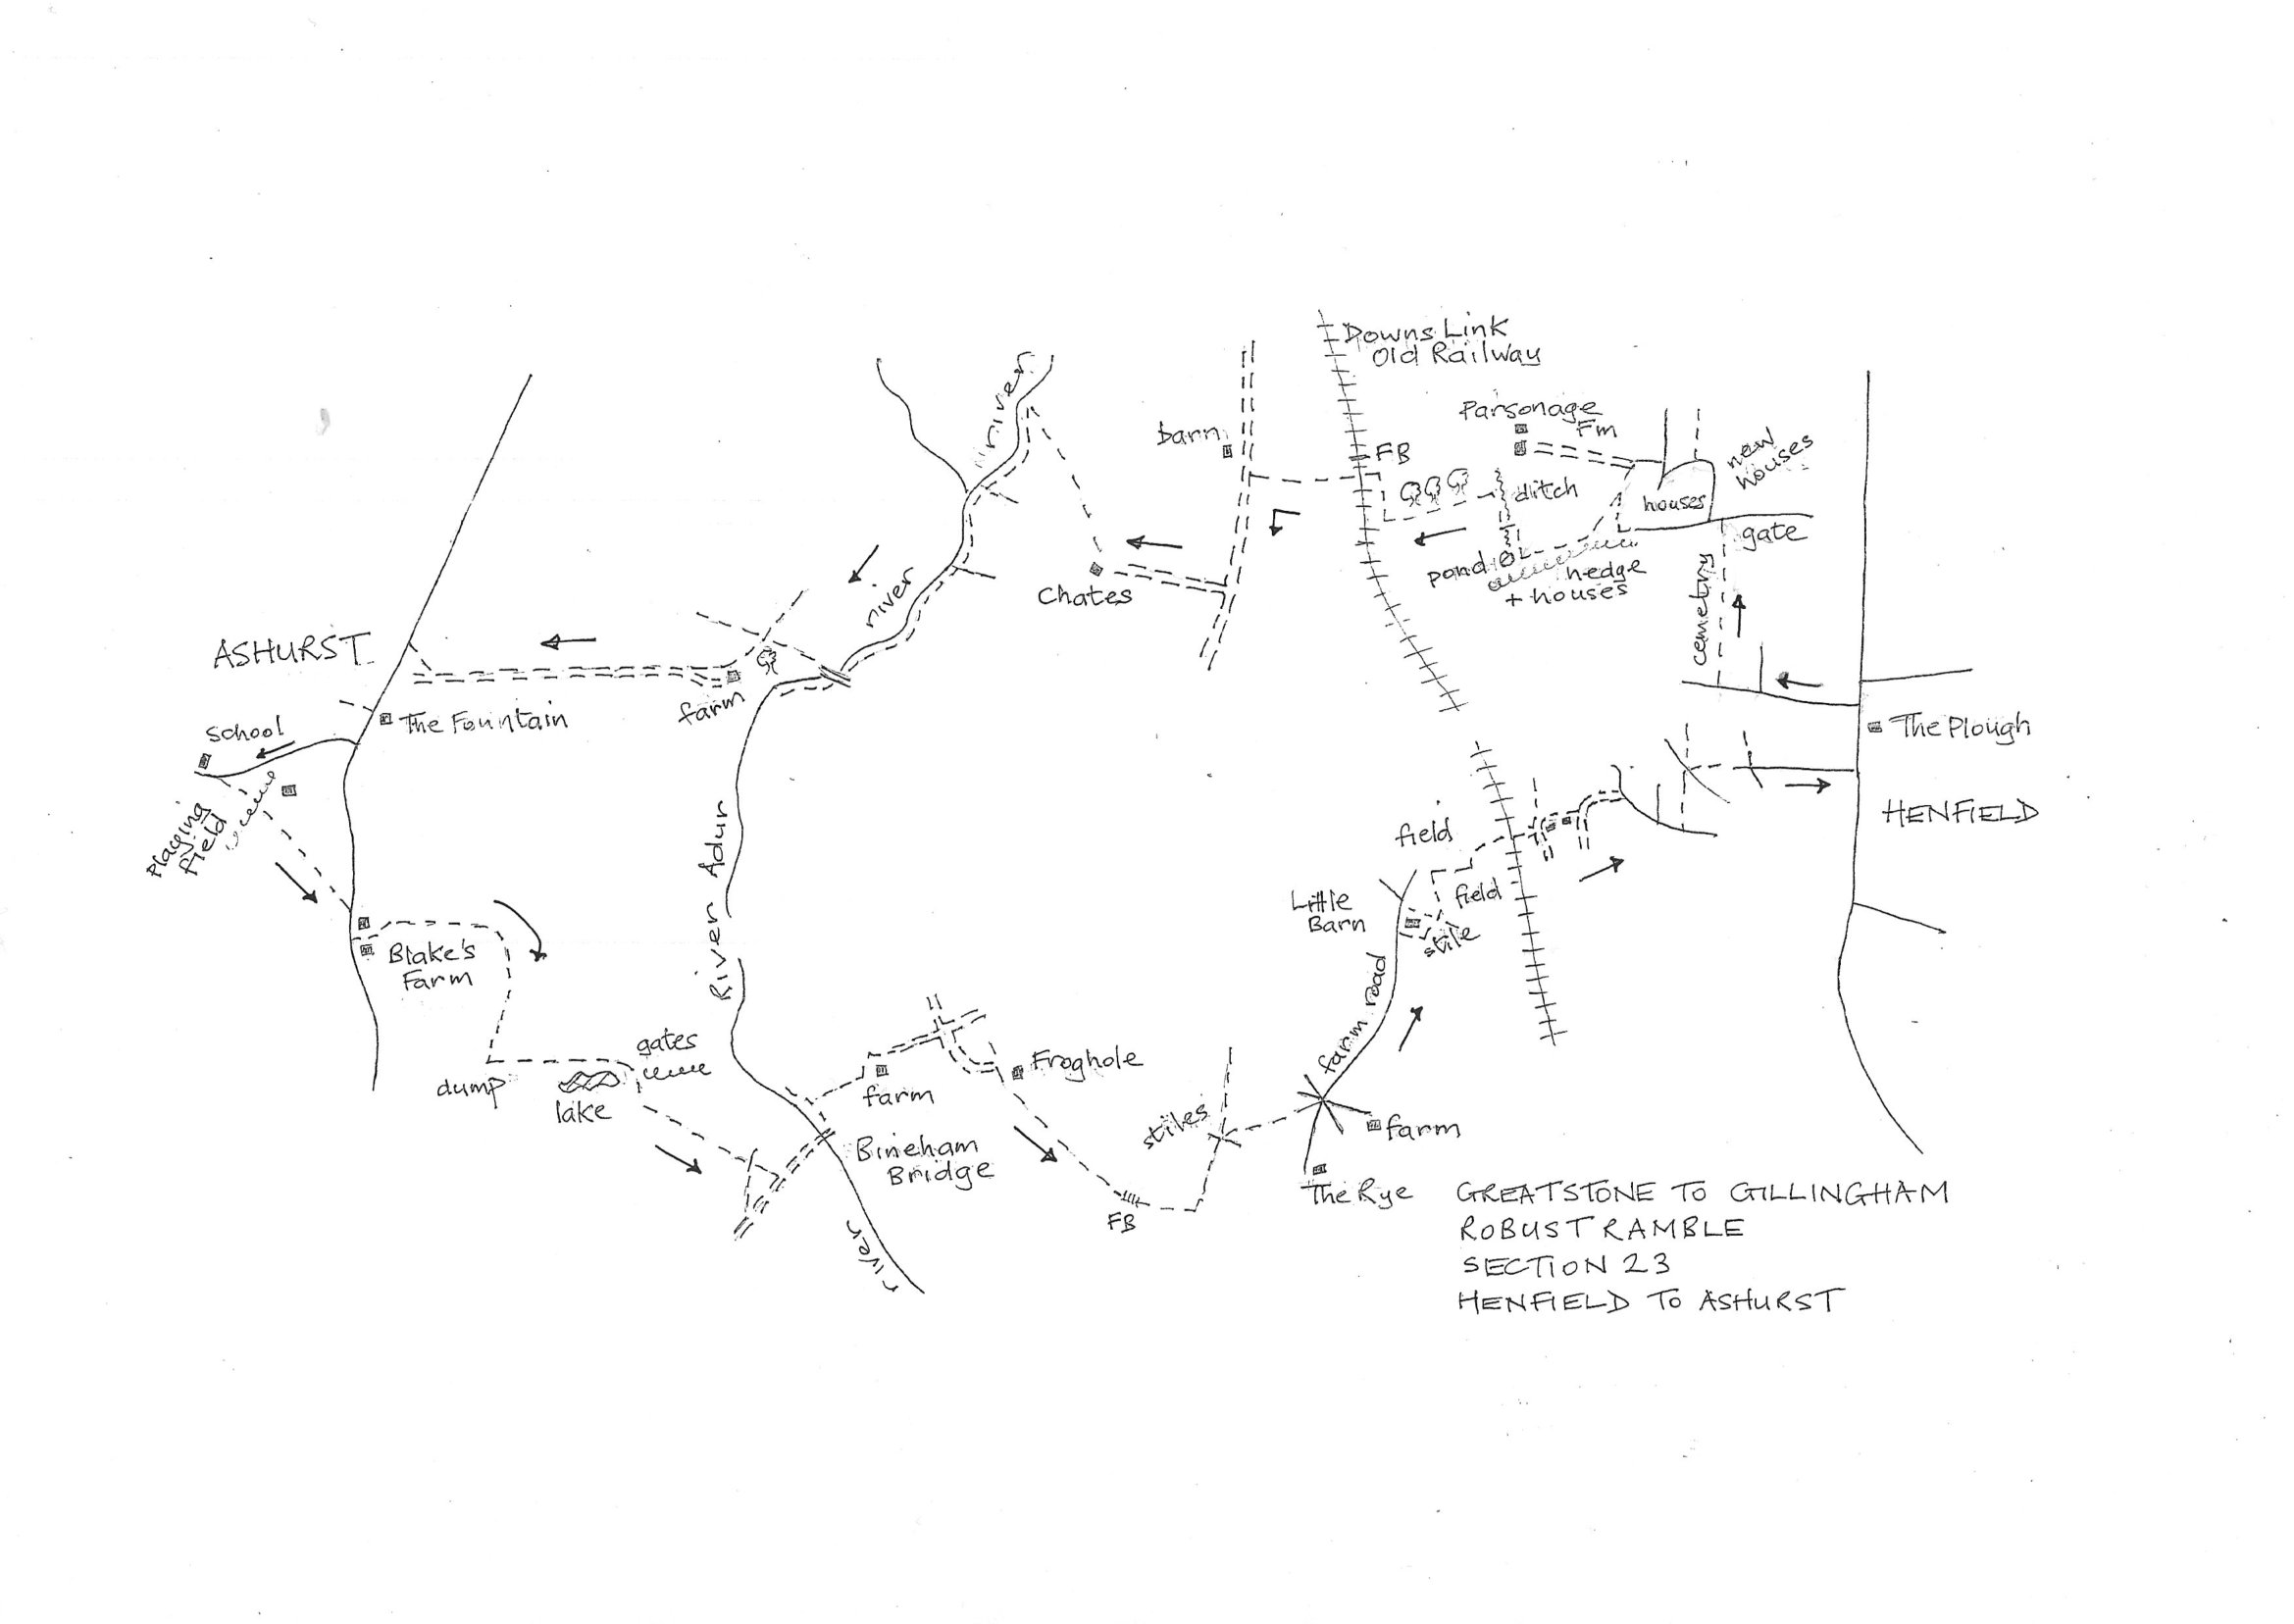 Downs Link
Old Railway
river
Parsonage
Fm
barn
FB
new
houses
ditch
houses
gate
pond
hedge
+ houses
Chates
river
cemetry
ASHURST
farm
The Fountain
School
The Plough
Playing
field
HENFIELD
River Adur
field
field
Little
Barn
stile
Blake's
Farm
farm road
gates
dump
lake
farm
Froghole
stiles
farm
Bineham
Bridge
The Rye
FB
river
GREATSTONE TO GILLINGHAM
ROBUST RAMBLE
SECTION 23
HENFIELD TO ASHURST